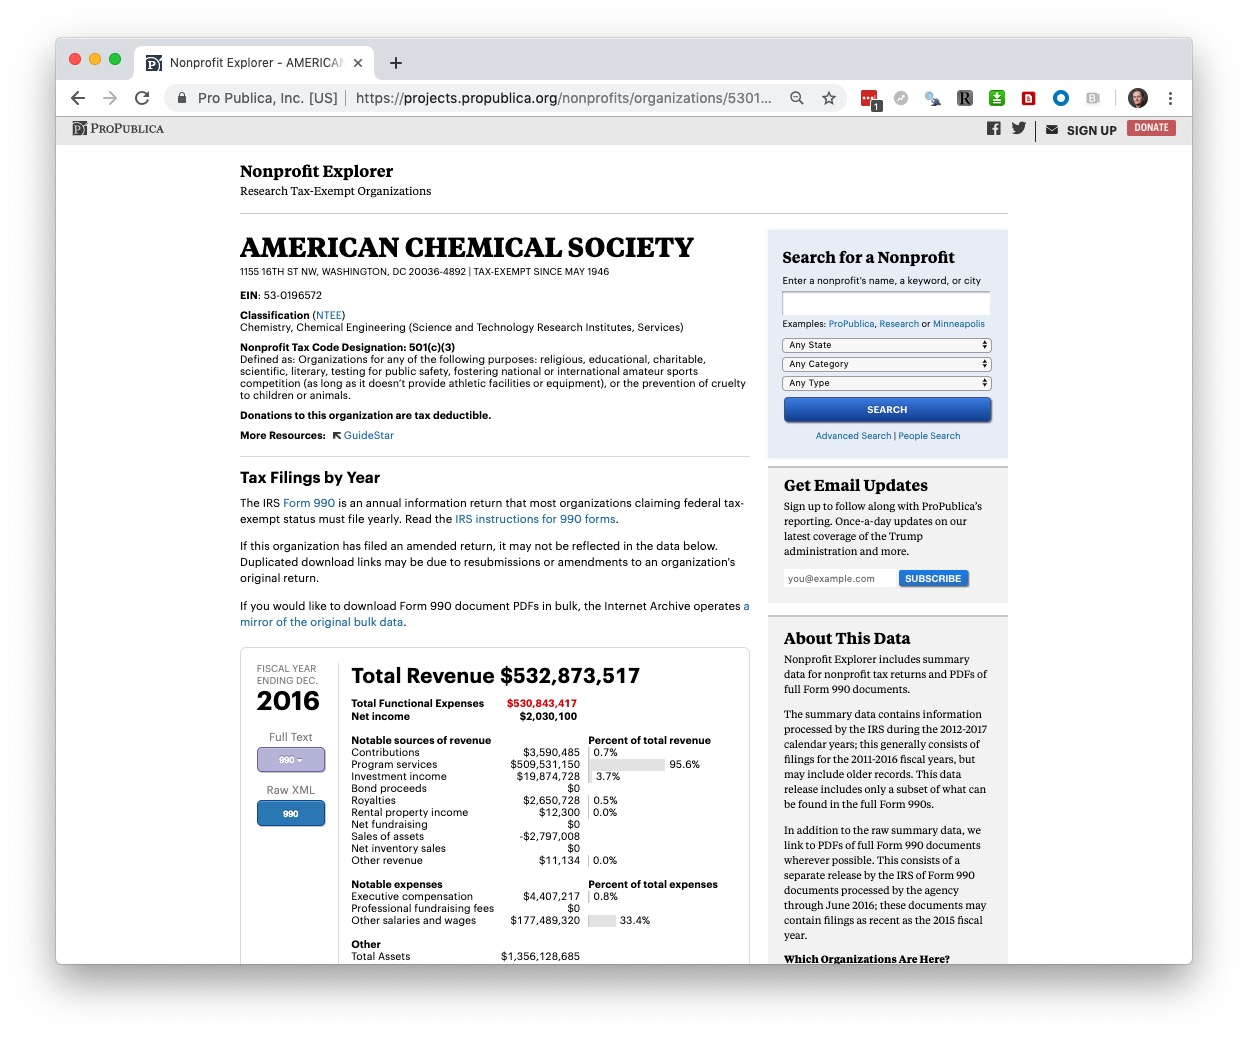 Nonprofit Explorer - AMERICAN
Pro Publica, Inc. [US] | https://projects.propublica.org/nonprofits/organizations/5301...
1
ProPublica
SIGN UP
DONATE
Nonprofit Explorer
Research Tax-Exempt Organizations
AMERICAN CHEMICAL SOCIETY
1155 16TH ST NW, WASHINGTON, DC 20036-4892 | TAX-EXEMPT SINCE MAY 1946
EIN: 53-0196572
Classification (NTEE)
Chemistry, Chemical Engineering (Science and Technology Research Institutes, Services)
Nonprofit Tax Code Designation: 501(c)(3)
Defined as: Organizations for any of the following purposes: religious, educational, charitable,
scientific, literary, testing for public safety, fostering national or international amateur sports
competition (as long as it doesn't provide athletic facilities or equipment), or the prevention of cruelty
to children or animals.
Donations to this organization are tax deductible.
More Resources: GuideStar
Tax Filings by Year
The IRS Form 990 is an annual information return that most organizations claiming federal tax-
exempt status must file yearly. Read the IRS instructions for 990 forms.
If this organization has filed an amended return, it may not be reflected in the data below.
Duplicated download links may be due to resubmissions or amendments to an organization's
original return.
If you would like to download Form 990 document PDFs in bulk, the Internet Archive operates a
mirror of the original bulk data.
FISCAL YEAR
ENDING DEC.
2016
Full Text
990
Raw XML
990
Total Revenue $532,873,517
Total Functional Expenses $530,843,417
Net income $2,030,100
Notable sources of revenue Percent of total revenue
Contributions $3,590,485 0.7%
Program services $509,531,150 95.6%
Investment income $19,874,728 3.7%
Bond proceeds $0
Royalties $2,650,728 0.5%
Rental property income $12,300 0.0%
Net fundraising $0
Sales of assets -$2,797,008
Net inventory sales $0
Other revenue $11,134 0.0%
Notable expenses Percent of total expenses
Executive compensation $4,407,217 0.8%
Professional fundraising fees $0
Other salaries and wages $177,489,320 33.4%
Other
Total Assets $1,356,128,685
Search for a Nonprofit
Enter a nonprofit's name, a keyword, or city
Examples: ProPublica, Research or Minneapolis
Any State
Any Category
Any Type
SEARCH
Advanced Search | People Search
Get Email Updates
Sign up to follow along with ProPublica's
reporting. Once-a-day updates on our
latest coverage of the Trump
administration and more.
you@example.com
SUBSCRIBE
About This Data
Nonprofit Explorer includes summary
data for nonprofit tax returns and PDFs of
full Form 990 documents.
The summary data contains information
processed by the IRS during the 2012-2017
calendar years; this generally consists of
filings for the 2011-2016 fiscal years, but
may include older records. This data
release includes only a subset of what can
be found in the full Form 990s.
In addition to the raw summary data, we
link to PDFs of full Form 990 documents
wherever possible. This consists of a
separate release by the IRS of Form 990
documents processed by the agency
through June 2016; these documents may
contain filings as recent as the 2015 fiscal
year.
Which Organizations Are Here?